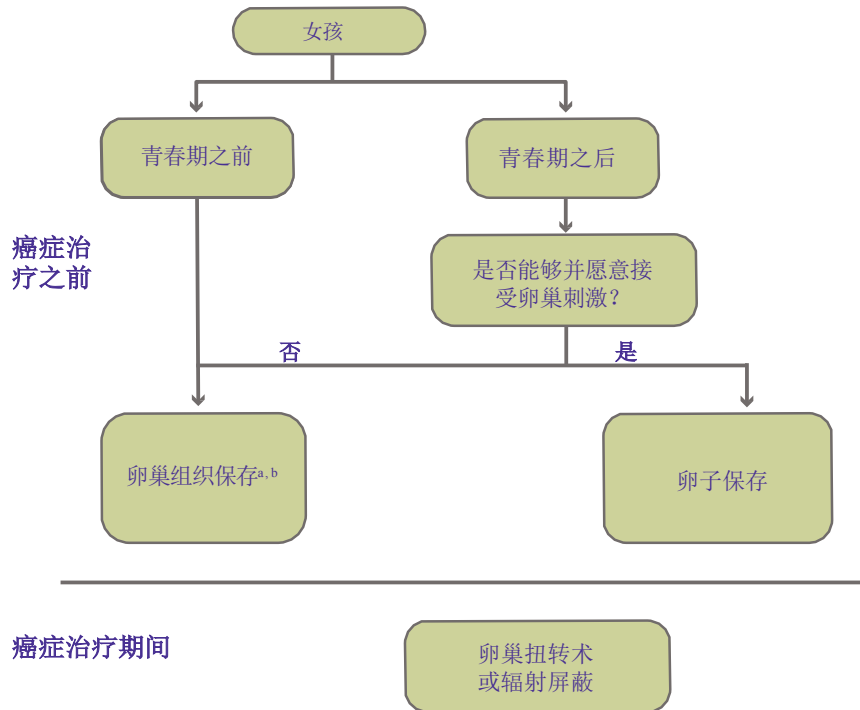 女孩
青春期之前
青春期之后
癌症治
疗之前
是否能够并愿意接
受卵巢刺激？
否
是
卵巢组织保存a,b
卵子保存
癌症治疗期间
卵巢扭转术
或辐射屏蔽